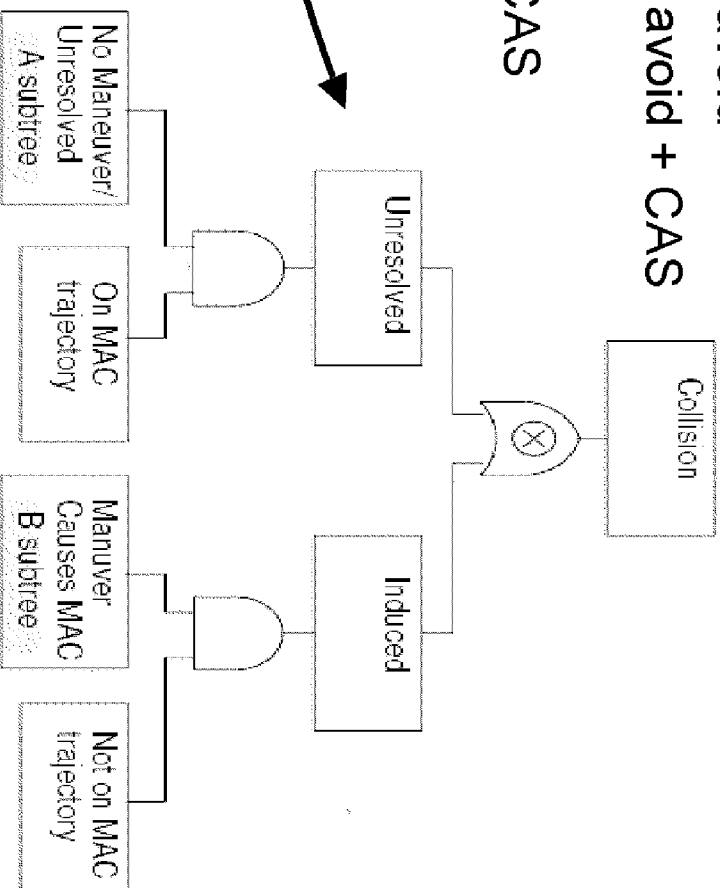 avoid + CAS
CAS
Collision
Unresolved
Induced
No Maneuver/
Unresolved
A subtree
On MAC
trajectory
Manuver
Causes MAC
B subtree
Not on MAC
trajectory